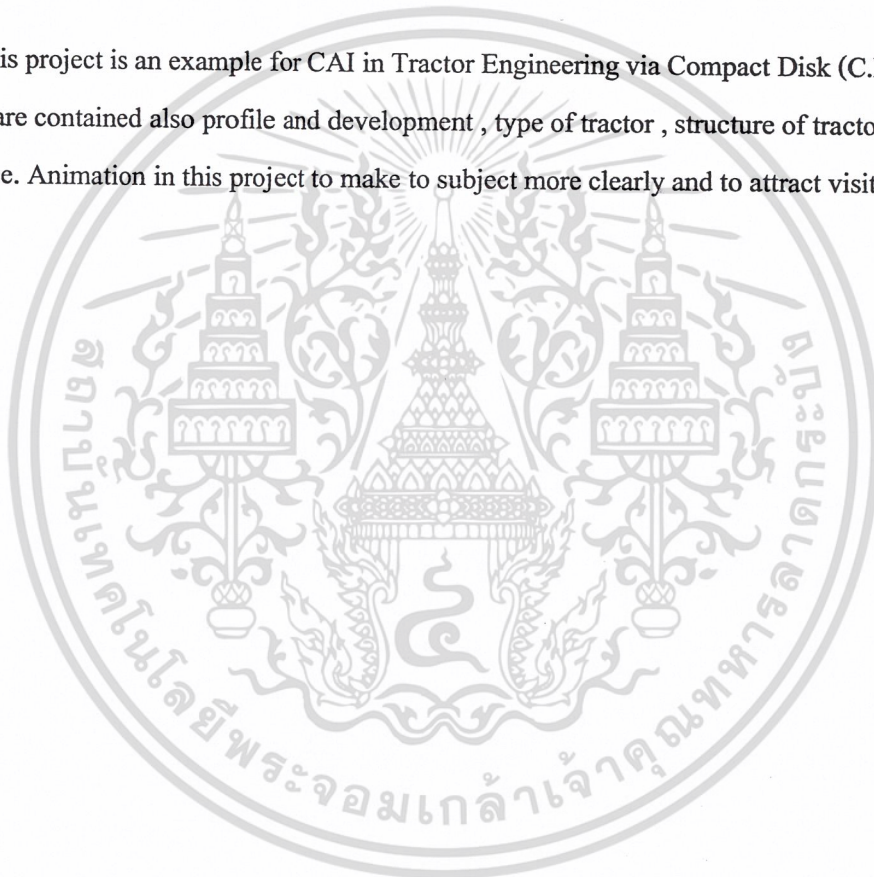 is project is an example for CAI in Tractor Engineering via Compact Disk (C.
are contained also profile and development , type of tractor , structure of tracto
e. Animation in this project to make to subject more clearly and to attract visit
สถาบันเทคโนโลยีพระจอมเกล้าเจ้าคุณทหารลาดกระบัง
๔